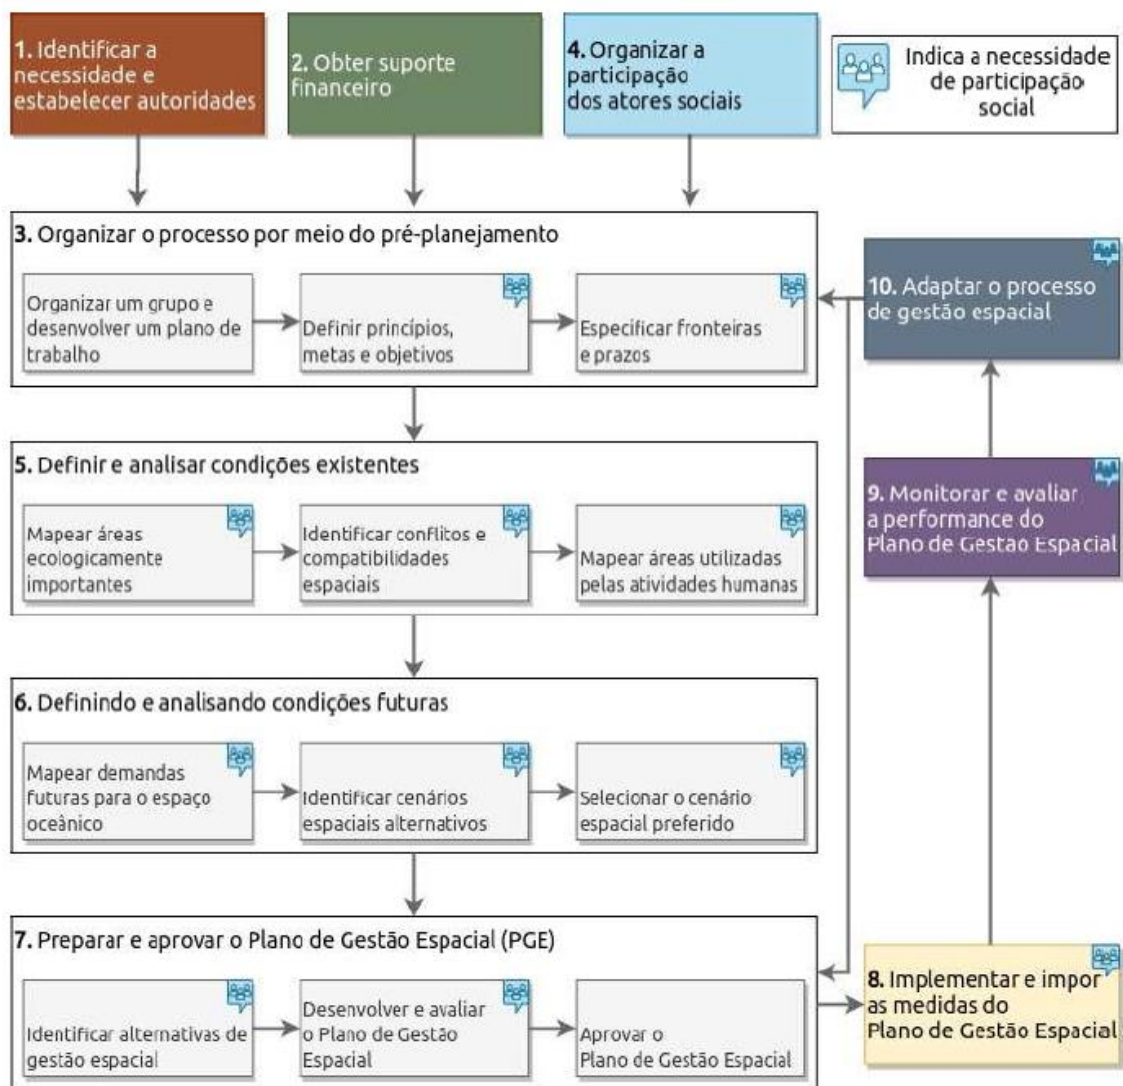 1. Identificar a
necessidade e
estabelecer autoridades
2. Obter suporte
financeiro
4. Organizar a
participação
dos atores sociais
Indica a necessidade
de participação
social
3. Organizar o processo por meio do pré-planejamento
Organizar um grupo e
desenvolver um plano de
trabalho
Definir princípios,
metas e objetivos
Especificar fronteiras
e prazos
10. Adaptar o processo
de gestão espacial
5. Definir e analisar condições existentes
Mapear áreas
ecologicamente
importantes
Identificar conflitos e
compatibilidades
espaciais
Mapear áreas utilizadas
pelas atividades humanas
9. Monitorar e avaliar
a performance do
Plano de Gestão Espacial
6. Definindo e analisando condições futuras
Mapear demandas
futuras para o espaço
oceânico
Identificar cenários
espaciais alternativos
Selecionar o cenário
espacial preferido
7. Preparar e aprovar o Plano de Gestão Espacial (PGE)
Identificar alternativas de
gestão espacial
Desenvolver e avaliar
o Plano de Gestão
Espacial
Aprovar o
Plano de Gestão Espacial
8. Implementar e impor
as medidas do
Plano de Gestão Espacial